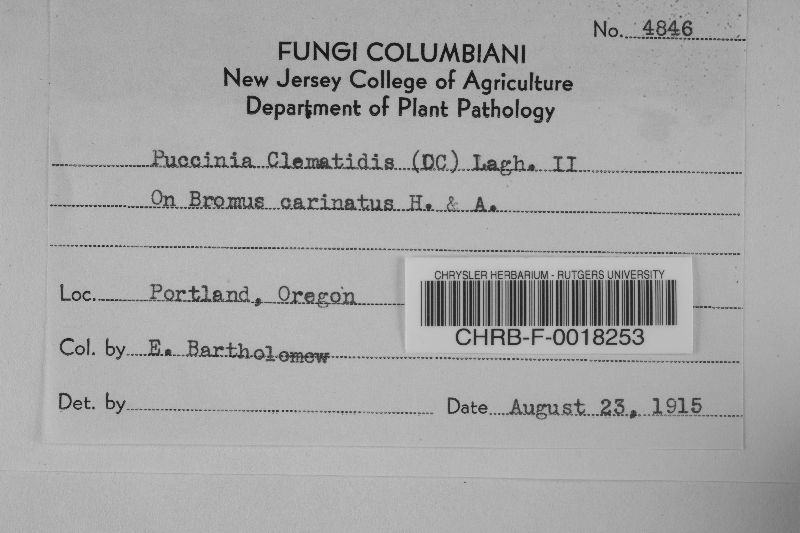 No. 4846
FUNGI COLUMBIANI
New Jersey College of Agriculture
Department of Plant Pathology
Puccinia Clematidis (DC) Lagh. II
On Bromus carinatus H. & A.
CHRYSLER HERBARIUM - RUTGERS UNIVERSITY
Loc. Portland, Oregon
CHRB-F-0018253
Col. by E. Bartholomew
Det. by
Date August 23, 1915